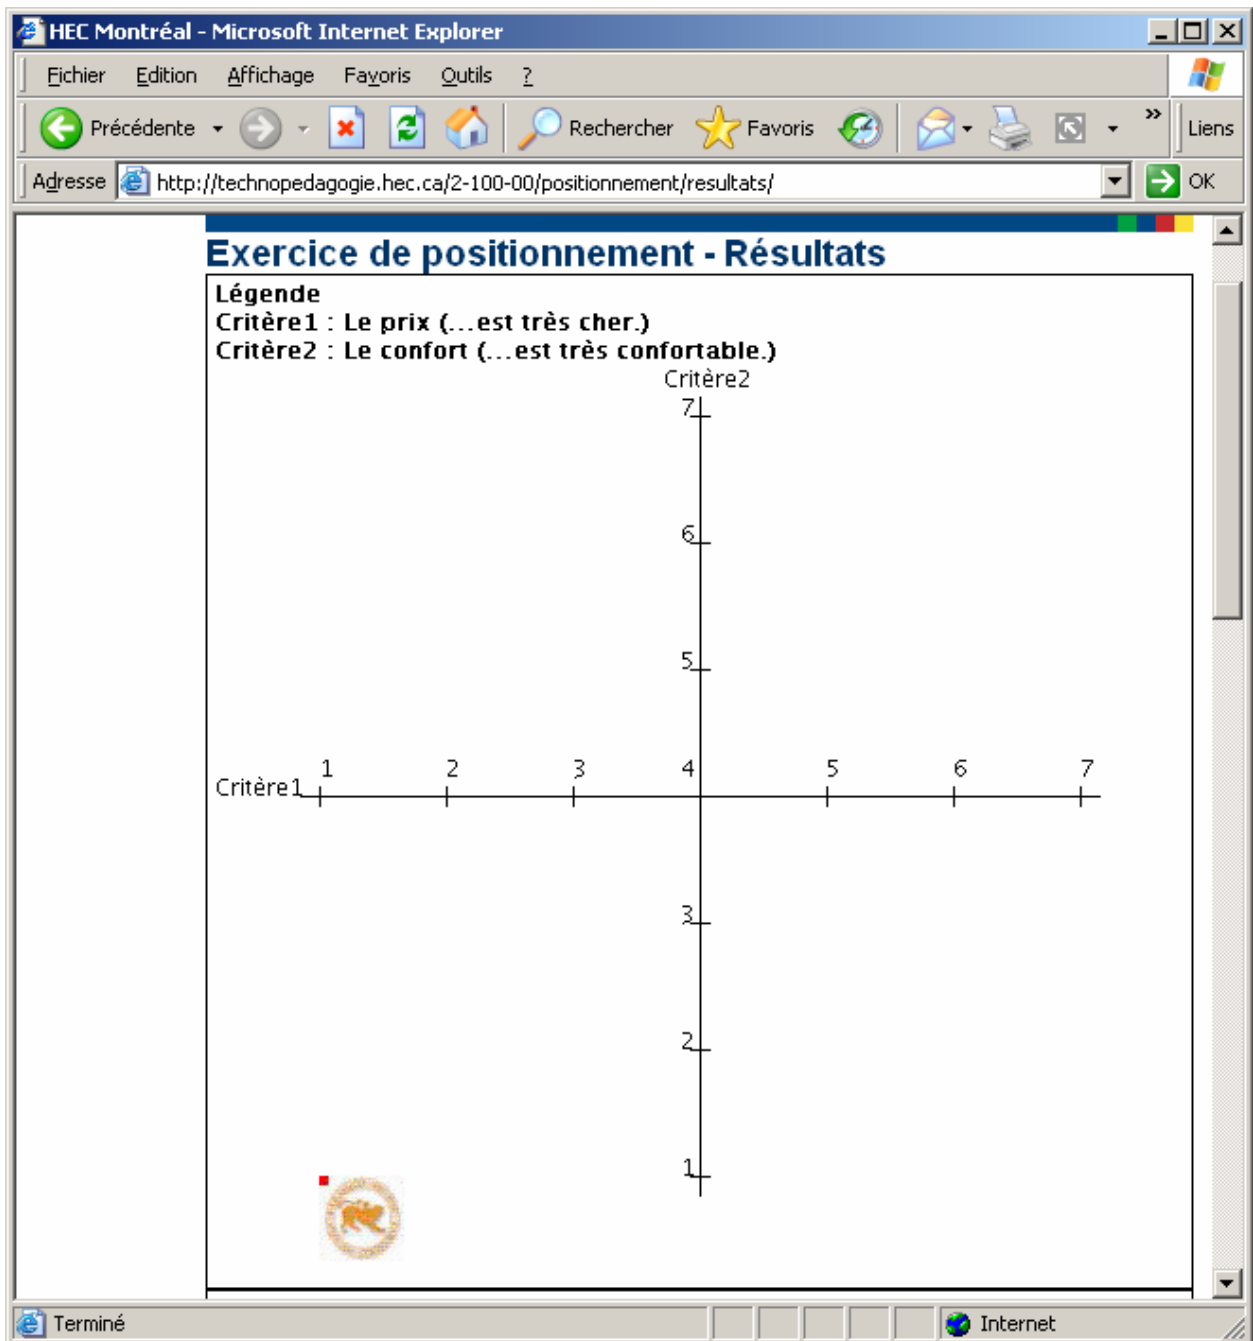 HEC Montréal - Microsoft Internet Explorer
Fichier Edition Affichage Favoris Outils ?
Précédente Rechercher Favoris » Liens
Adresse http://technopedagogie.hec.ca/2-100-00/positionnement/resultats/ OK
Exercice de positionnement - Résultats
Légende
Critère1 : Le prix (...est très cher.)
Critère2 : Le confort (...est très confortable.)
Critère2
7
6
5
1 2 3 4 5 6 7
Critère1
3
2
1
Terminé Internet